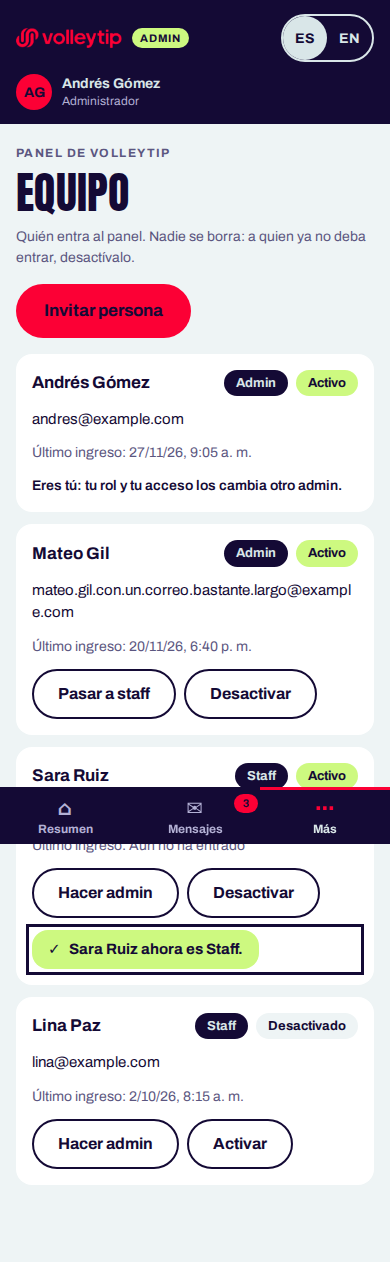 volleytip
ADMIN
ES
EN
AG
Andrés Gómez
Administrador
PANEL DE VOLLEYTIP
EQUIPO
Quién entra al panel. Nadie se borra: a quien ya no deba
entrar, desactívalo.
Invitar persona
Andrés Gómez
Admin
Activo
andres@example.com
Último ingreso: 27/11/26, 9:05 a. m.
Eres tú: tu rol y tu acceso los cambia otro admin.
Mateo Gil
Admin
Activo
mateo.gil.con.un.correo.bastante.largo@exampl
e.com
Último ingreso: 20/11/26, 6:40 p. m.
Pasar a staff
Desactivar
Sara Ruiz
Staff
Activo
Resumen
Mensajes
3
Más
Último ingreso: Aún no ha entrado
Hacer admin
Desactivar
✓ Sara Ruiz ahora es Staff.
Lina Paz
Staff
Desactivado
lina@example.com
Último ingreso: 2/10/26, 8:15 a. m.
Hacer admin
Activar